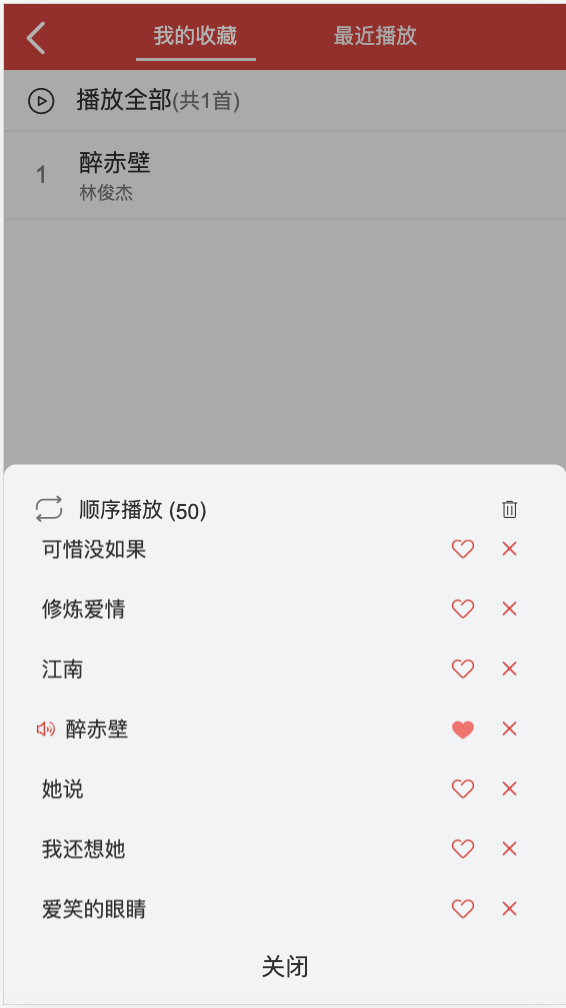 我的收藏 最近播放
播放全部(共1首)
1 醉赤壁
林俊杰
顺序播放 (50)
可惜没如果
修炼爱情
江南
醉赤壁
她说
我还想她
爱笑的眼睛
关闭